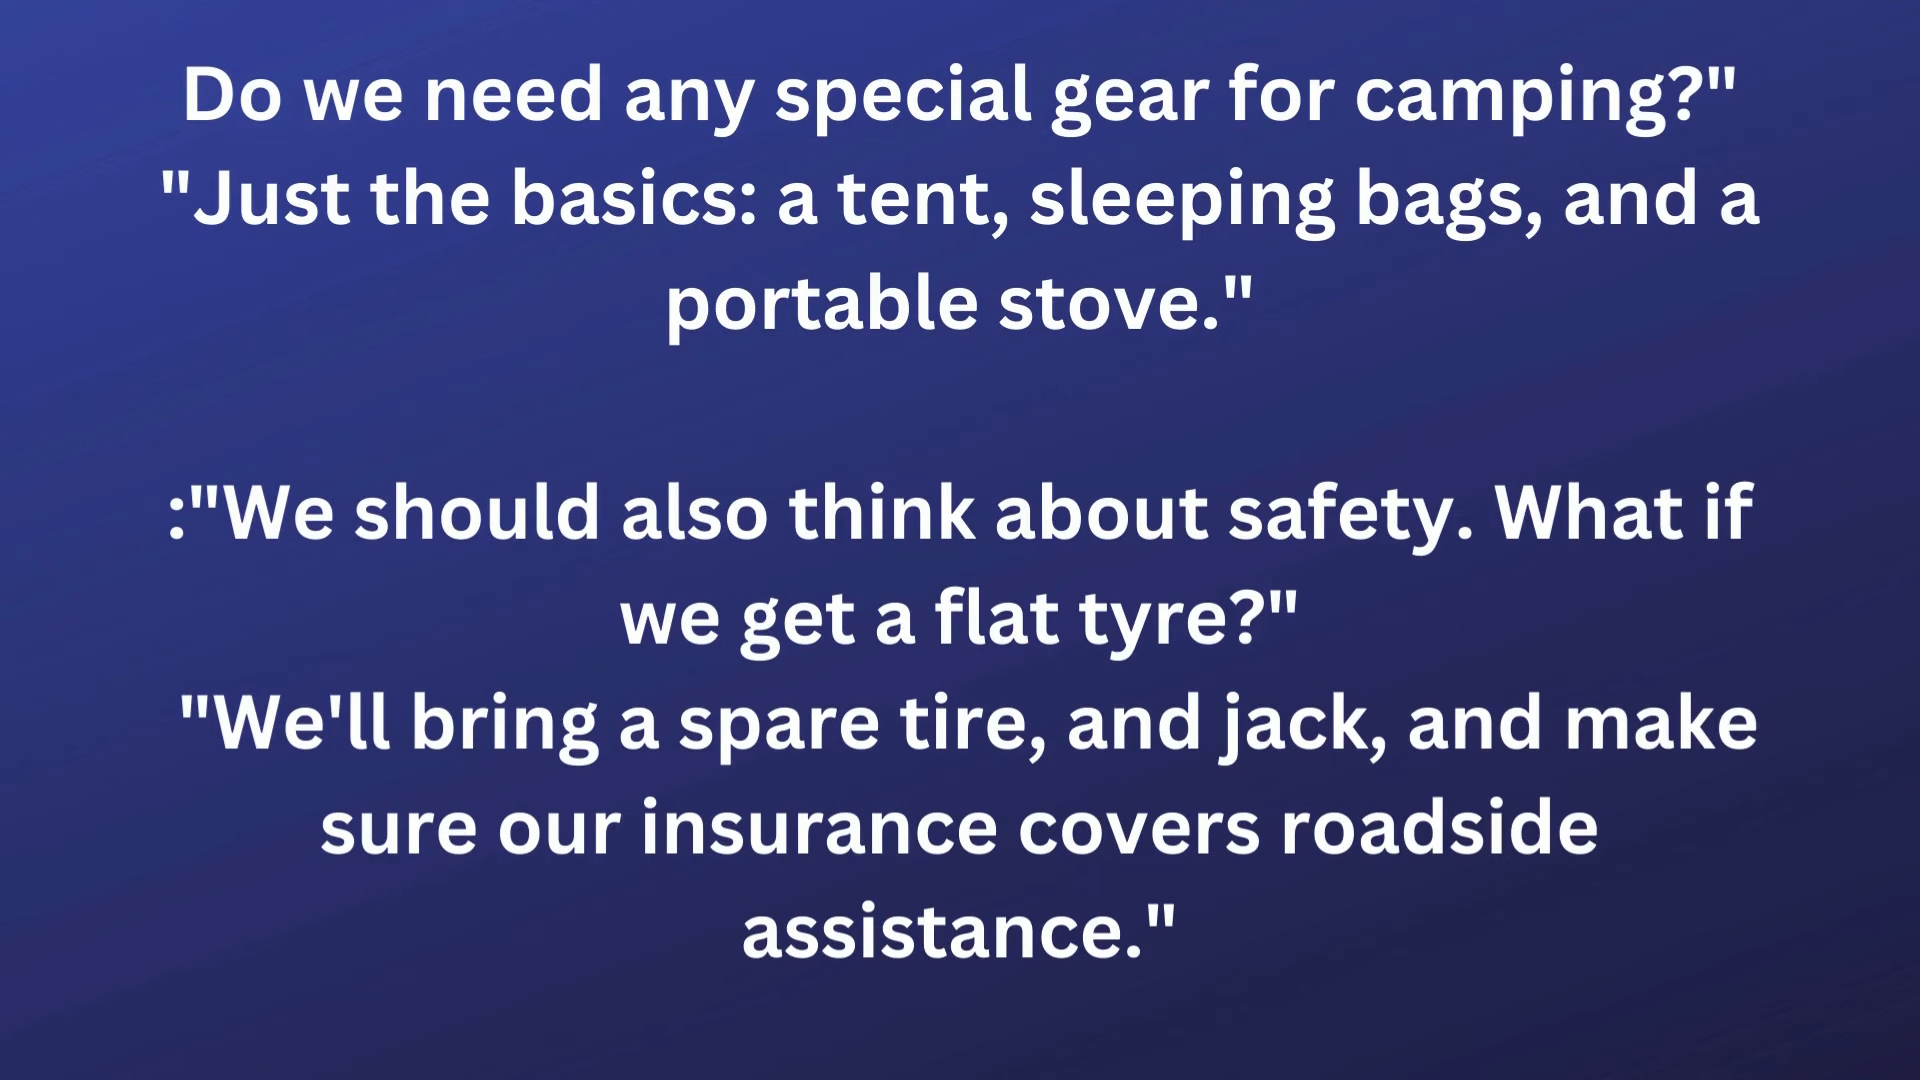 Do we need any special gear for camping?"
"Just the basics: a tent, sleeping bags, and a
portable stove."
:"We should also think about safety. What if
we get a flat tyre?"
"We'll bring a spare tire, and jack, and make
sure our insurance covers roadside
assistance."